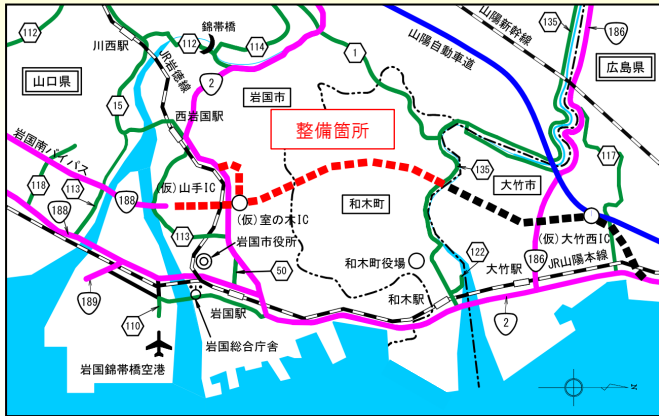 112
川西駅
錦帯橋
112
114
JR岩徳線
2
1
山陽自動車道
山陽新幹線
135
186
山口県
広島県
15
西岩国駅
岩国市
整備箇所
135
大竹市
117
岩国南バイパス
118
113
188
188
(仮)山手IC
113
(仮)室の木IC
岩国市役所
50
和木町
和木町役場
122
大竹駅
186
(仮)大竹西IC
JR山陽本線
189
110
岩国駅
岩国総合庁舎
和木駅
2
岩国錦帯橋空港
N